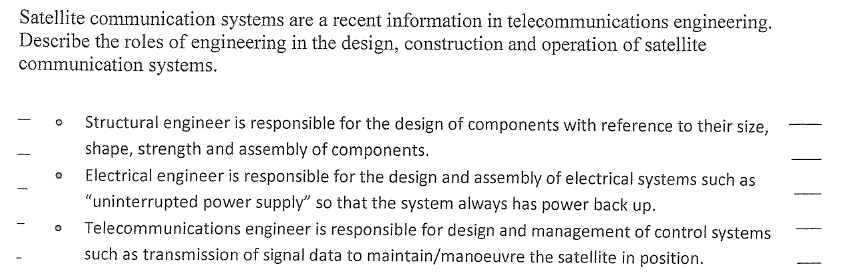 Satellite communication systems are a recent information in telecommunications engineering.
Describe the roles of engineering in the design, construction and operation of satellite
communication systems.
Structural engineer is responsible for the design of components with reference to their size,
shape, strength and assembly of components.
Electrical engineer is responsible for the design and assembly of electrical systems such as
“uninterrupted power supply” so that the system always has power back up.
Telecommunications engineer is responsible for design and management of control systems
such as transmission of signal data to maintain/manoeuvre the satellite in position.